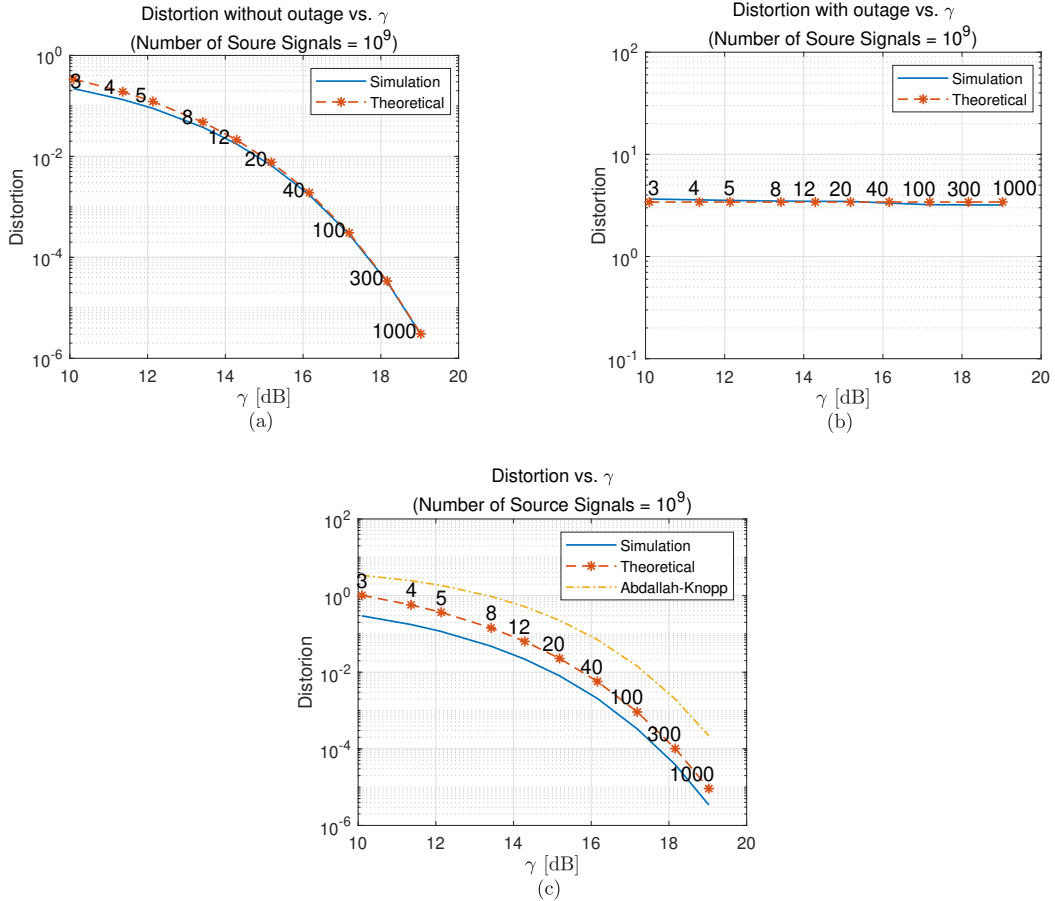 Distortion without outage vs. γ
(Number of Soure Signals = 10^9)
Simulation
Theoretical
10^0
10^-2
10^-4
10^-6
Distortion
3
4
5
8
12
20
40
100
300
1000
10
12
14
16
18
20
γ [dB]
(a)
Distortion with outage vs. γ
(Number of Soure Signals = 10^9)
Simulation
Theoretical
10^2
10^1
10^0
10^-1
Distortion
3 4 5 8 12 20 40 100 300 1000
10
12
14
16
18
20
γ [dB]
(b)
Distortion vs. γ
(Number of Source Signals = 10^9)
Simulation
Theoretical
Abdallah-Knopp
10^2
10^0
10^-2
10^-4
10^-6
Distortion
3
4
5
8
12
20
40
100
300
1000
10
12
14
16
18
20
γ [dB]
(c)